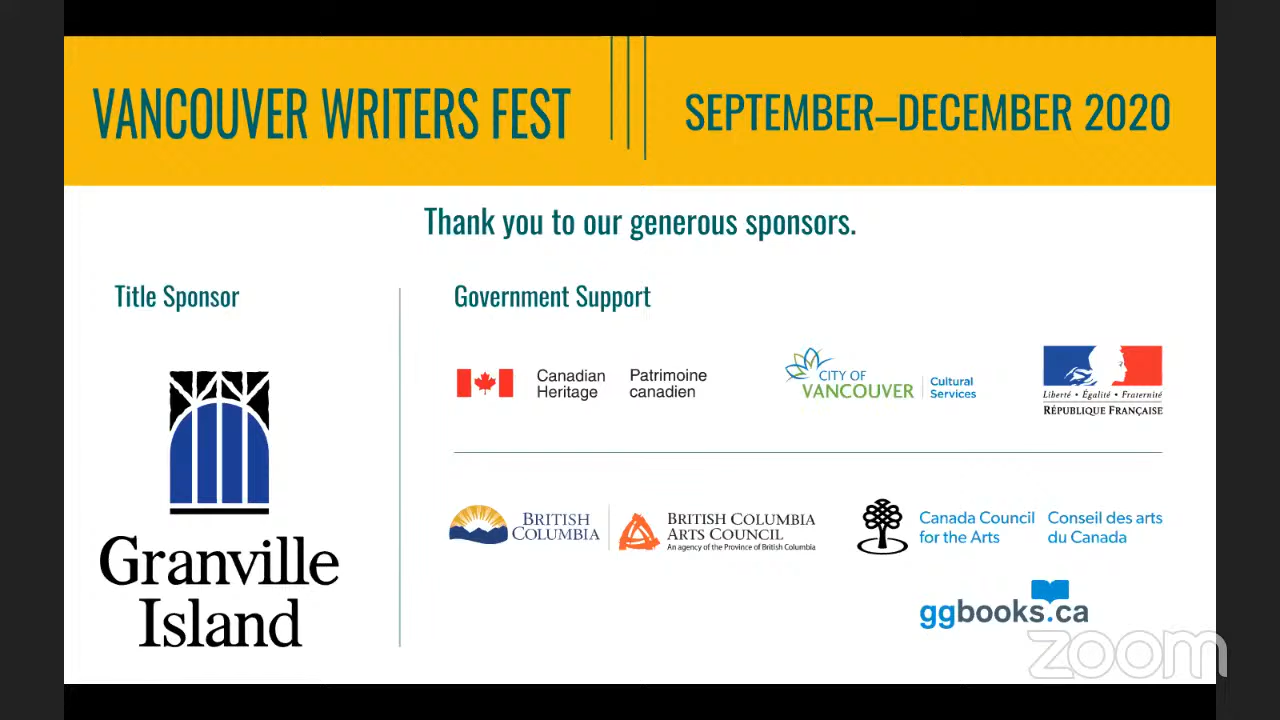 VANCOUVER WRITERS FEST
SEPTEMBER–DECEMBER 2020
Thank you to our generous sponsors.
Title Sponsor
Granville
Island
Government Support
Canadian
Heritage
Patrimoine
canadien
CITY OF
VANCOUVER
Cultural
Services
Liberté • Égalité • Fraternité
RÉPUBLIQUE FRANÇAISE
BRITISH
COLUMBIA
BRITISH COLUMBIA
ARTS COUNCIL
An agency of the Province of British Columbia
Canada Council
for the Arts
Conseil des arts
du Canada
ggbooks.ca
zoom